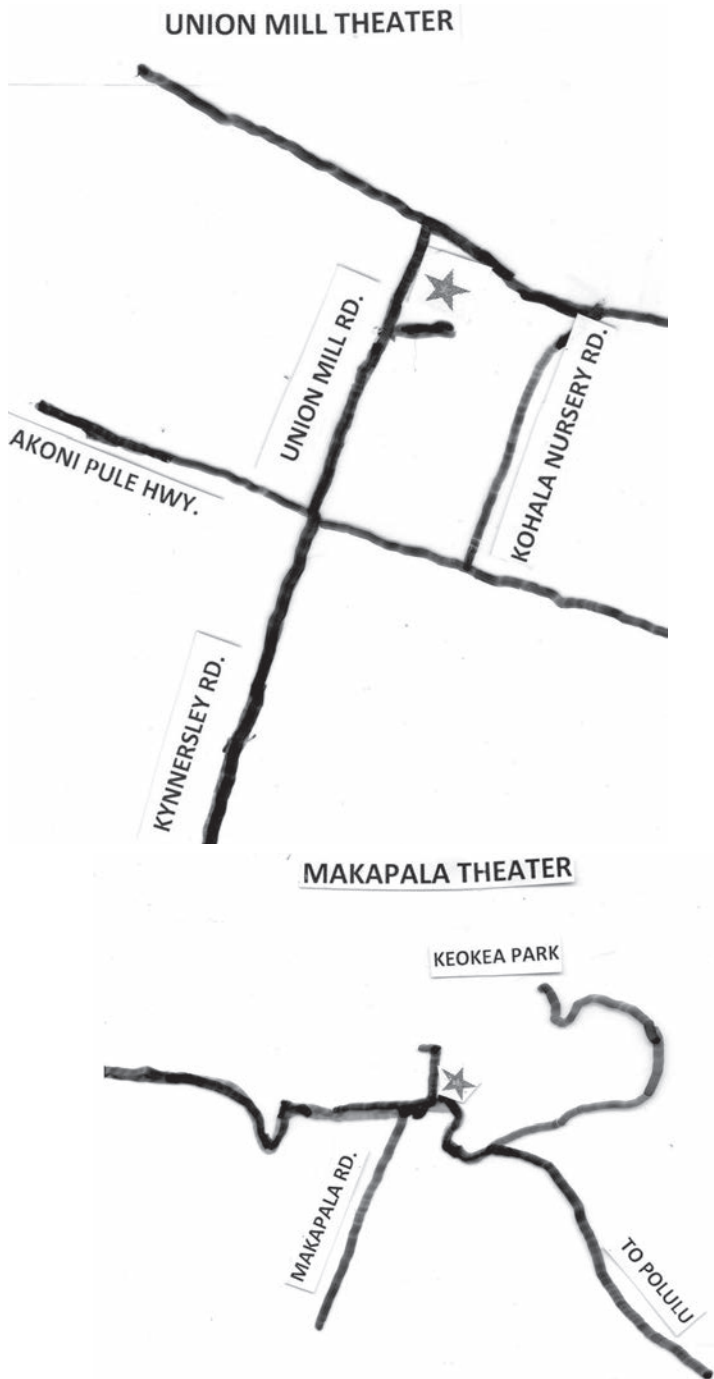 UNION MILL THEATER
UNION MILL RD.
AKONI PULE HWY.
KOHALA NURSERY RD.
KYNNERSLEY RD.
MAKAPALA THEATER
KEOKEA PARK
MAKAPALA RD.
TO POLULU